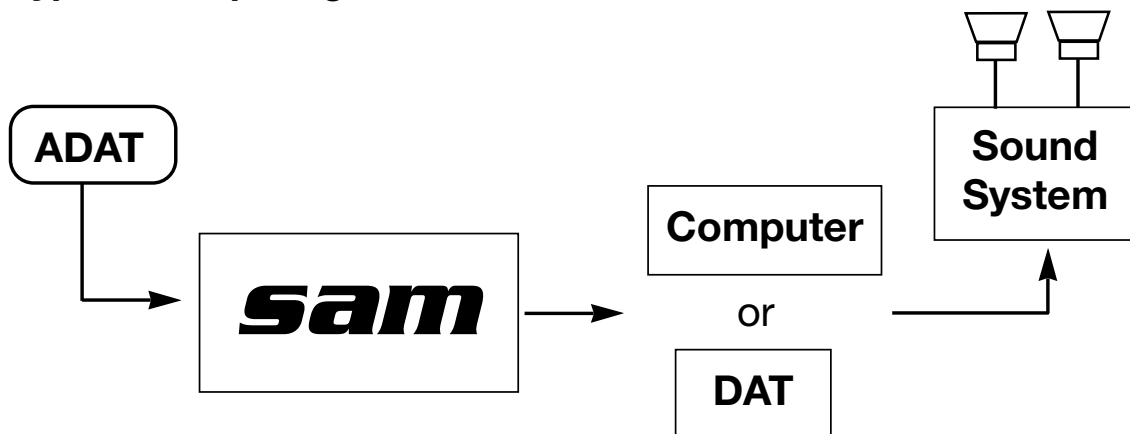 ADAT
sam
Computer
or
DAT
Sound
System